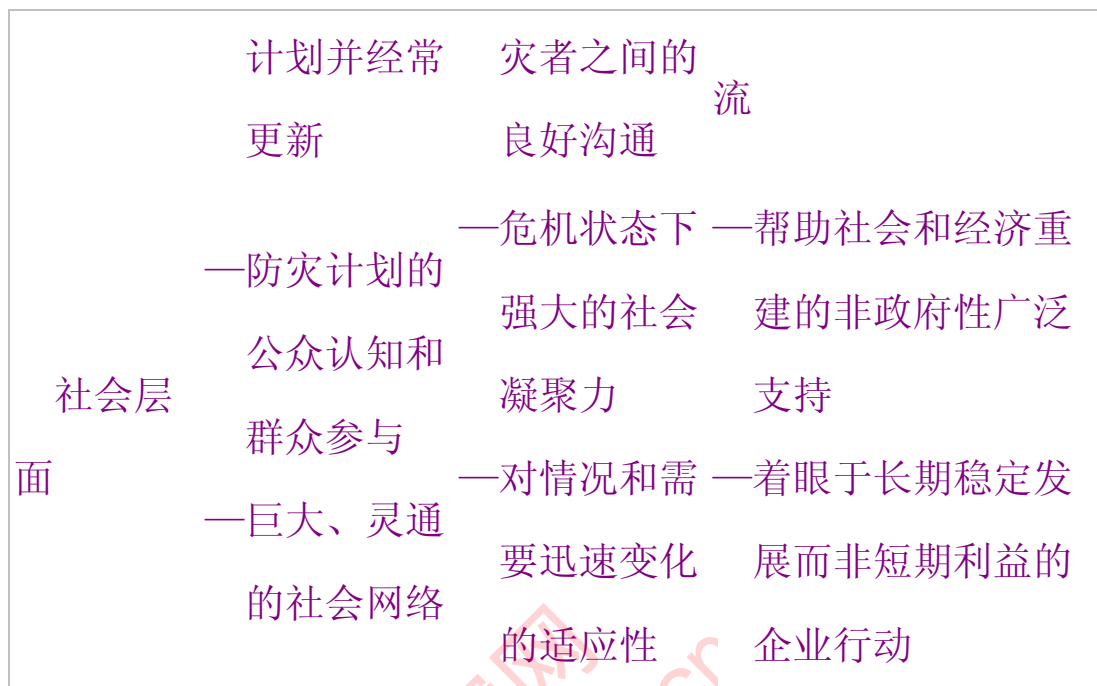 计划并经常
更新
灾者之间的
良好沟通
流
社会层
面
—防灾计划的
公众认知和
群众参与
—巨大、灵通
的社会网络
—危机状态下
强大的社会
凝聚力
—对情况和需
要迅速变化
的适应性
—帮助社会和经济重
建的非政府性广泛
支持
—着眼于长期稳定发
展而非短期利益的
企业行动